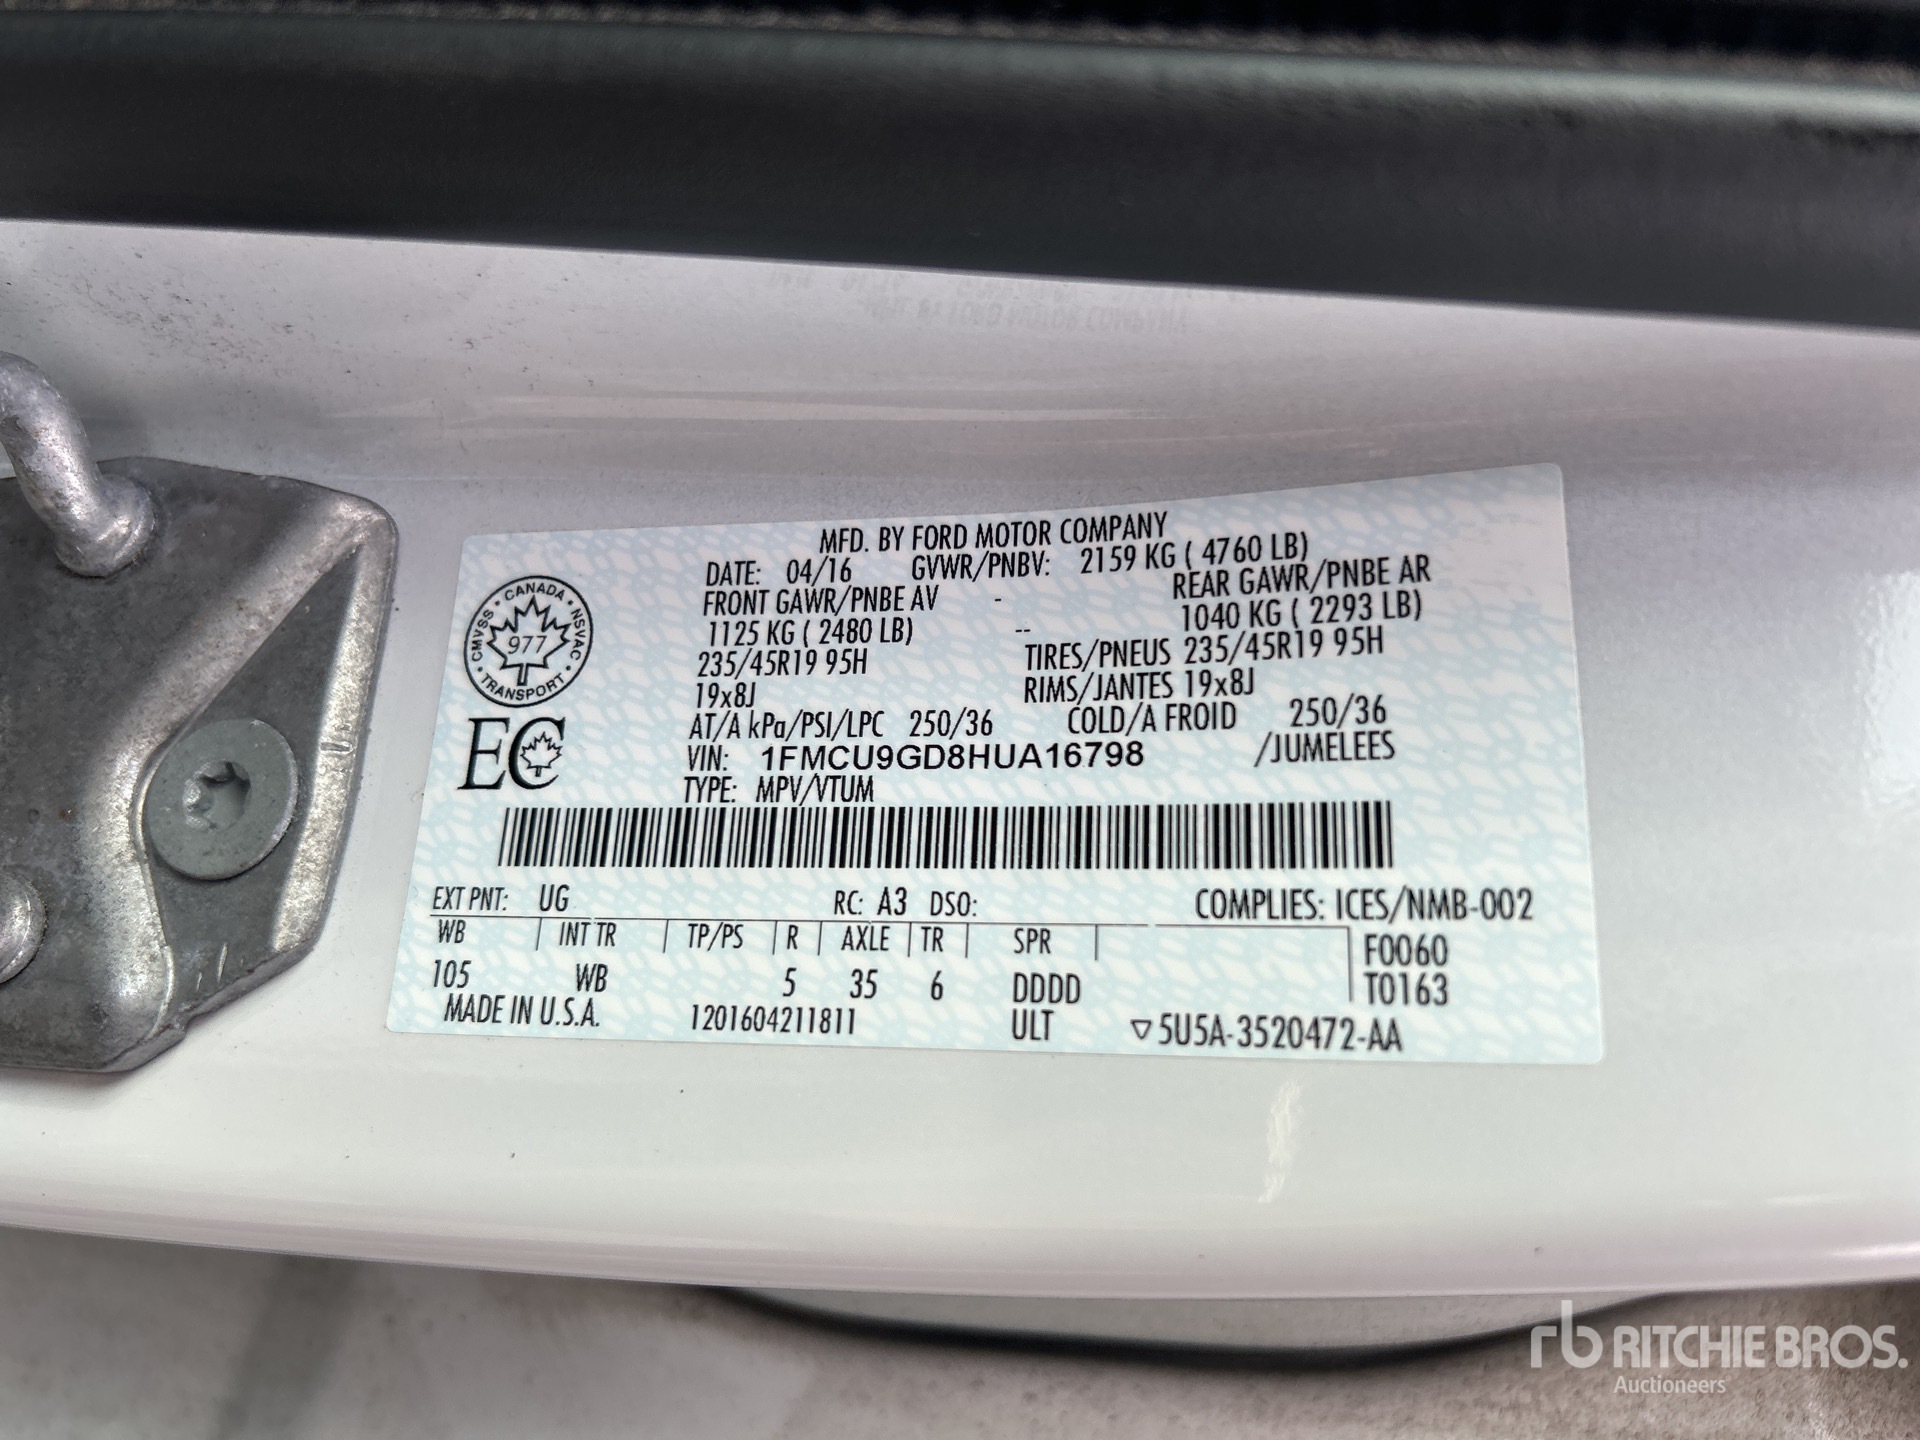 MFD. BY FORD MOTOR COMPANY
DATE: 04/16 GVWR/PNBV: 2159 KG ( 4760 LB)
FRONT GAWR/PNBE AV - REAR GAWR/PNBE AR
1125 KG ( 2480 LB) -- 1040 KG ( 2293 LB)
235/45R19 95H TIRES/PNEUS 235/45R19 95H
19x8J RIMS/JANTES 19x8J
AT/A kPa/PSI/LPC 250/36 COLD/A FROID 250/36
VIN: 1FMCU9GD8HUA16798 /JUMELEES
TYPE: MPV/VTUM
CANADA · NSVAC · TRANSPORT · CMVSS ·
977
EC
EXT PNT: UG RC: A3 DSO: COMPLIES: ICES/NMB-002
WB | INT TR | TP/PS | R | AXLE | TR | SPR | F0060
105 WB 5 35 6 DDDD T0163
MADE IN U.S.A. 1201604211811 ULT ▽5U5A-3520472-AA
U
rb RITCHIE BROS.
Auctioneers